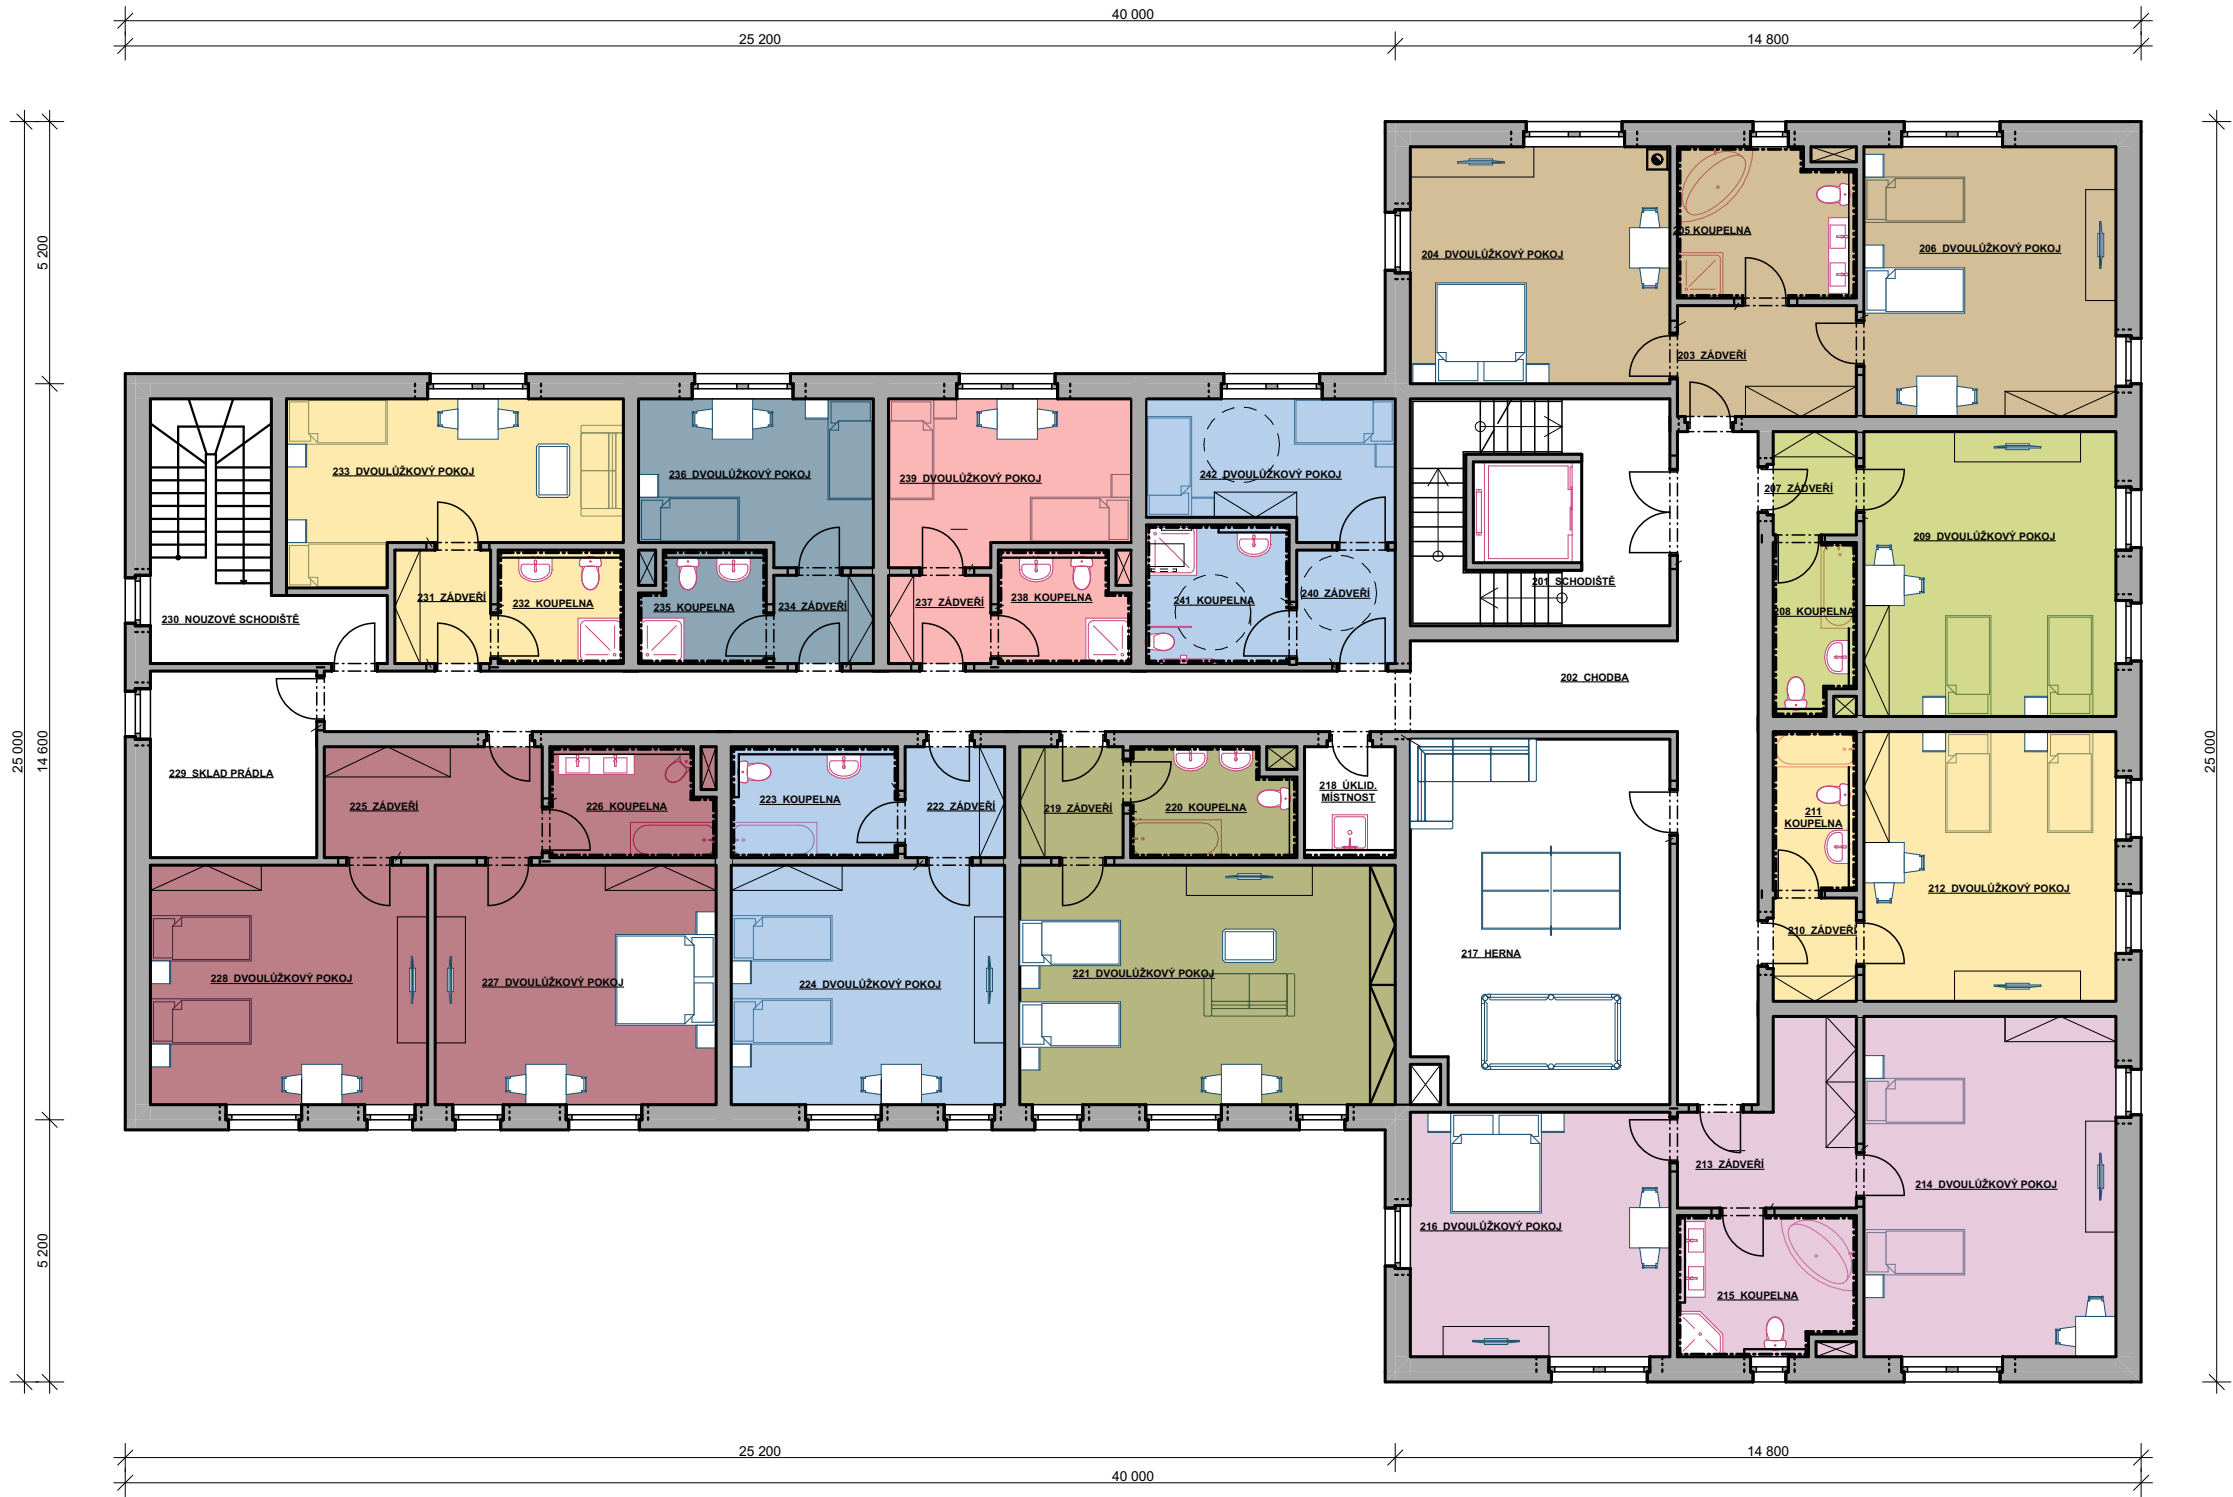 40 000
25 200
14 800
5 200
25 000
14 600
5 200
25 000
204 DVOULŮŽKOVÝ POKOJ
205 KOUPELNA
206 DVOULŮŽKOVÝ POKOJ
203 ZÁDVEŘÍ
233 DVOULŮŽKOVÝ POKOJ
236 DVOULŮŽKOVÝ POKOJ
239 DVOULŮŽKOVÝ POKOJ
242 DVOULŮŽKOVÝ POKOJ
207 ZÁDVEŘÍ
209 DVOULŮŽKOVÝ POKOJ
230 NOUZOVÉ SCHODIŠTĚ
231 ZÁDVEŘÍ
232 KOUPELNA
235 KOUPELNA
234 ZÁDVEŘÍ
237 ZÁDVEŘÍ
238 KOUPELNA
241 KOUPELNA
240 ZÁDVEŘÍ
201 SCHODIŠTĚ
208 KOUPELNA
202 CHODBA
229 SKLAD PRÁDLA
225 ZÁDVEŘÍ
226 KOUPELNA
223 KOUPELNA
222 ZÁDVEŘÍ
219 ZÁDVEŘÍ
220 KOUPELNA
218 ÚKLID.
MÍSTNOST
211
KOUPELNA
212 DVOULŮŽKOVÝ POKOJ
210 ZÁDVEŘÍ
228 DVOULŮŽKOVÝ POKOJ
227 DVOULŮŽKOVÝ POKOJ
224 DVOULŮŽKOVÝ POKOJ
221 DVOULŮŽKOVÝ POKOJ
217 HERNA
213 ZÁDVEŘÍ
214 DVOULŮŽKOVÝ POKOJ
216 DVOULŮŽKOVÝ POKOJ
215 KOUPELNA
25 200
14 800
40 000